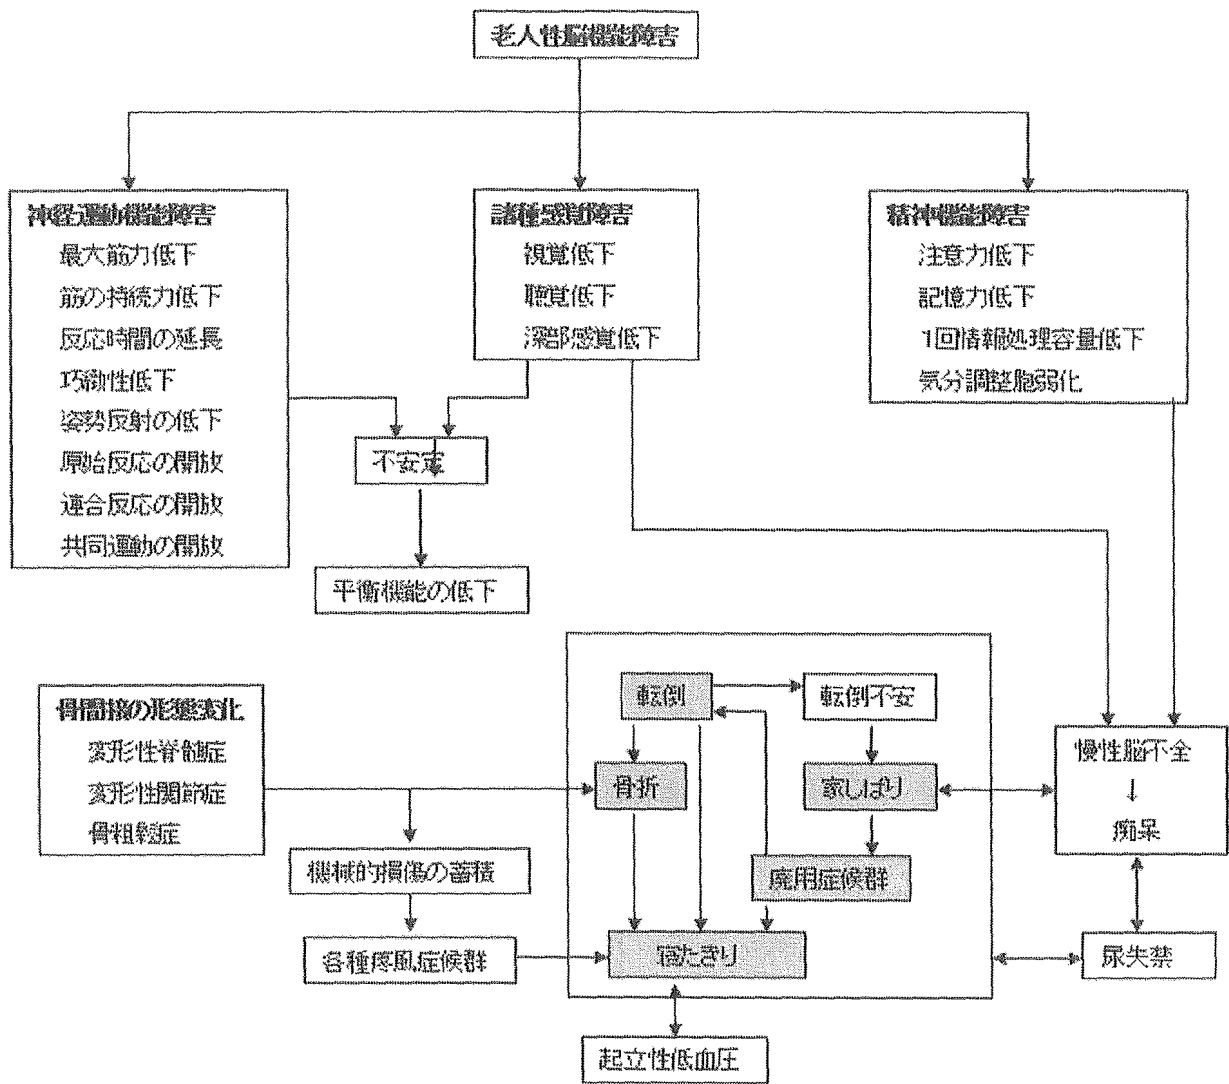 老人性脳機能障害
神経運動機能障害
最大筋力低下
筋の持続力低下
反応時間の延長
巧緻性低下
姿勢反射の低下
原始反応の開放
連合反応の開放
共同運動の開放
諸種感覚障害
視覚低下
聴覚低下
深部感覚低下
精神機能障害
注意力低下
記憶力低下
1回情報処理容量低下
気分調整脆弱化
不安定
平衡機能の低下
骨間接の形態変化
変形性脊髄症
変形性関節症
骨粗鬆症
機械的損傷の蓄積
各種疼風症候群
転倒
転倒不安
骨折
家しばり
廃用症候群
寝たきり
起立性低血圧
慢性脳不全
↓
痴呆
尿失禁